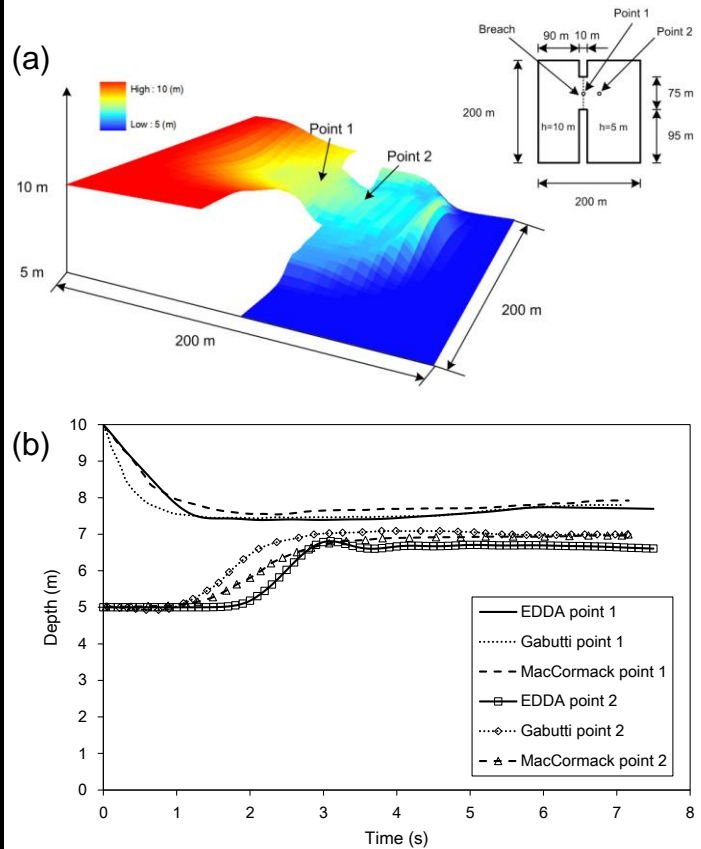 (a)
High : 10 (m)
Low : 5 (m)
Point 1
Point 2
10 m
5 m
200 m
200 m
Point 1
90 m 10 m
Point 2
Breach
200 m
75 m
h=10 m
h=5 m
95 m
200 m
(b)
10
9
8
7
6
5
4
3
2
1
0
Depth (m)
EDDA point 1
Gabutti point 1
MacCormack point 1
EDDA point 2
Gabutti point 2
MacCormack point 2
0 1 2 3 4 5 6 7 8
Time (s)